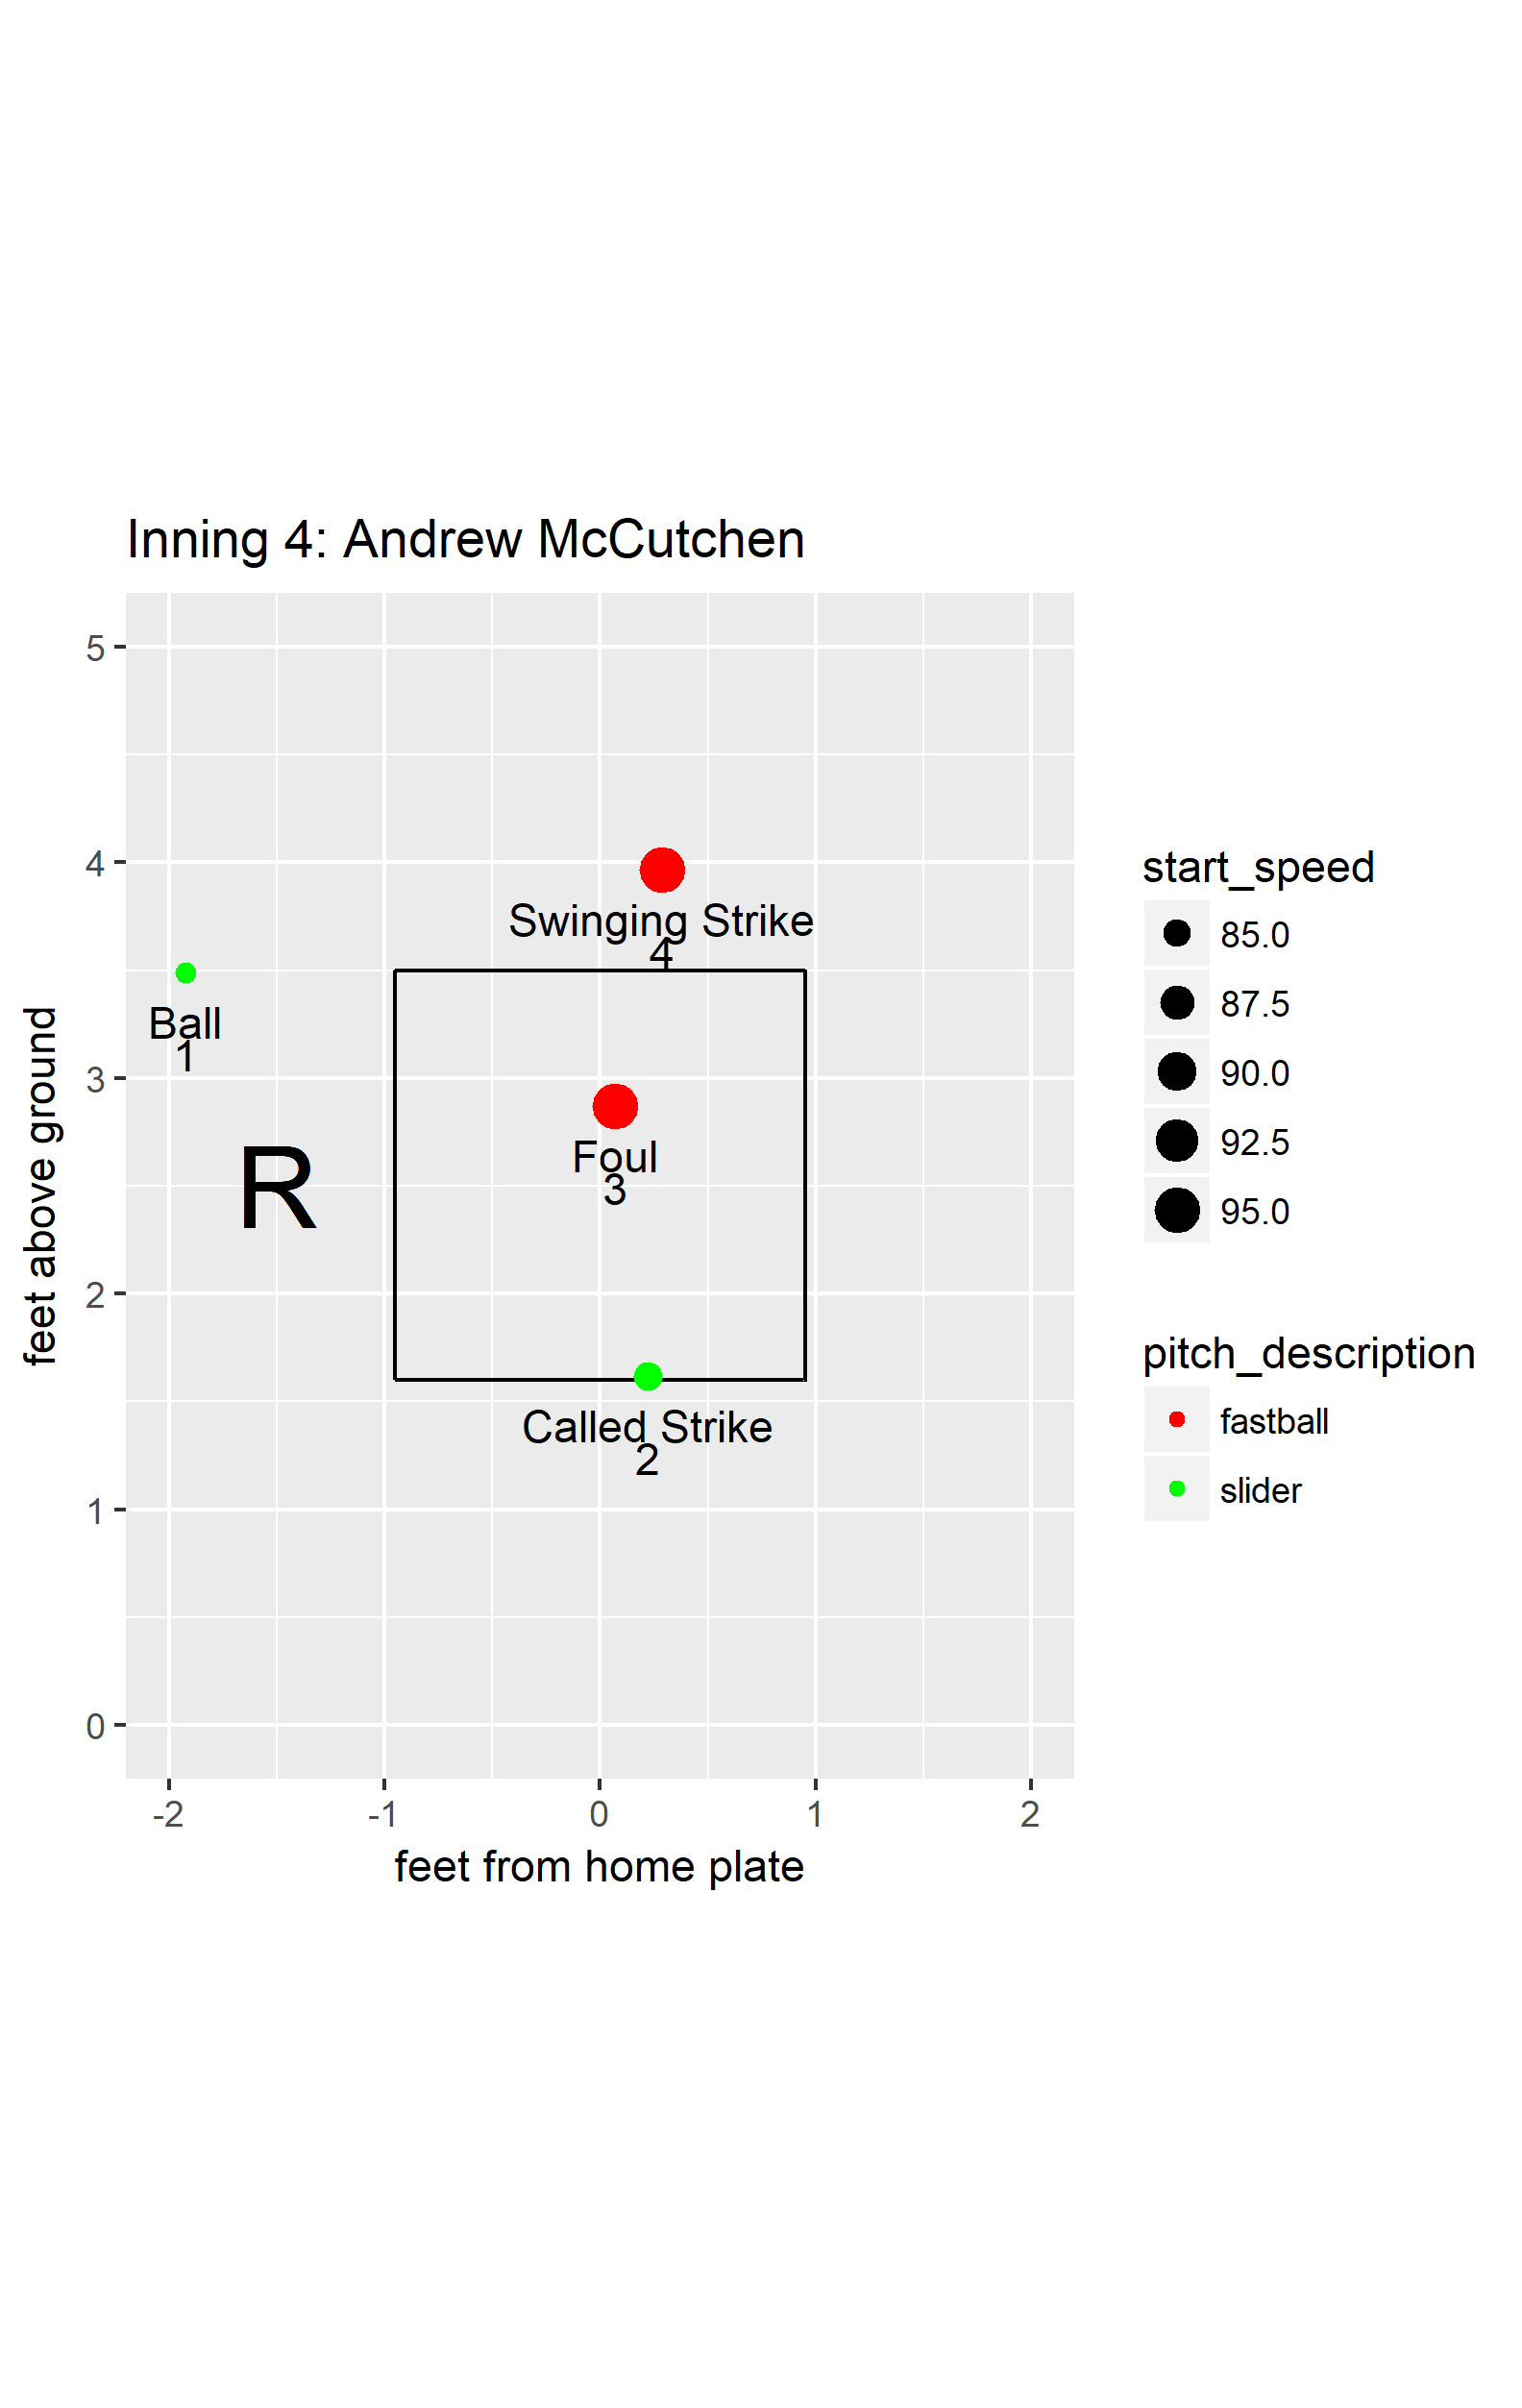 Inning 4: Andrew McCutchen
5
4
3
2
1
0
feet above ground
Swinging Strike
4
Ball
1
R
Foul
3
Called Strike
2
-2 -1 0 1 2
feet from home plate
start_speed
85.0
87.5
90.0
92.5
95.0
pitch_description
fastball
slider